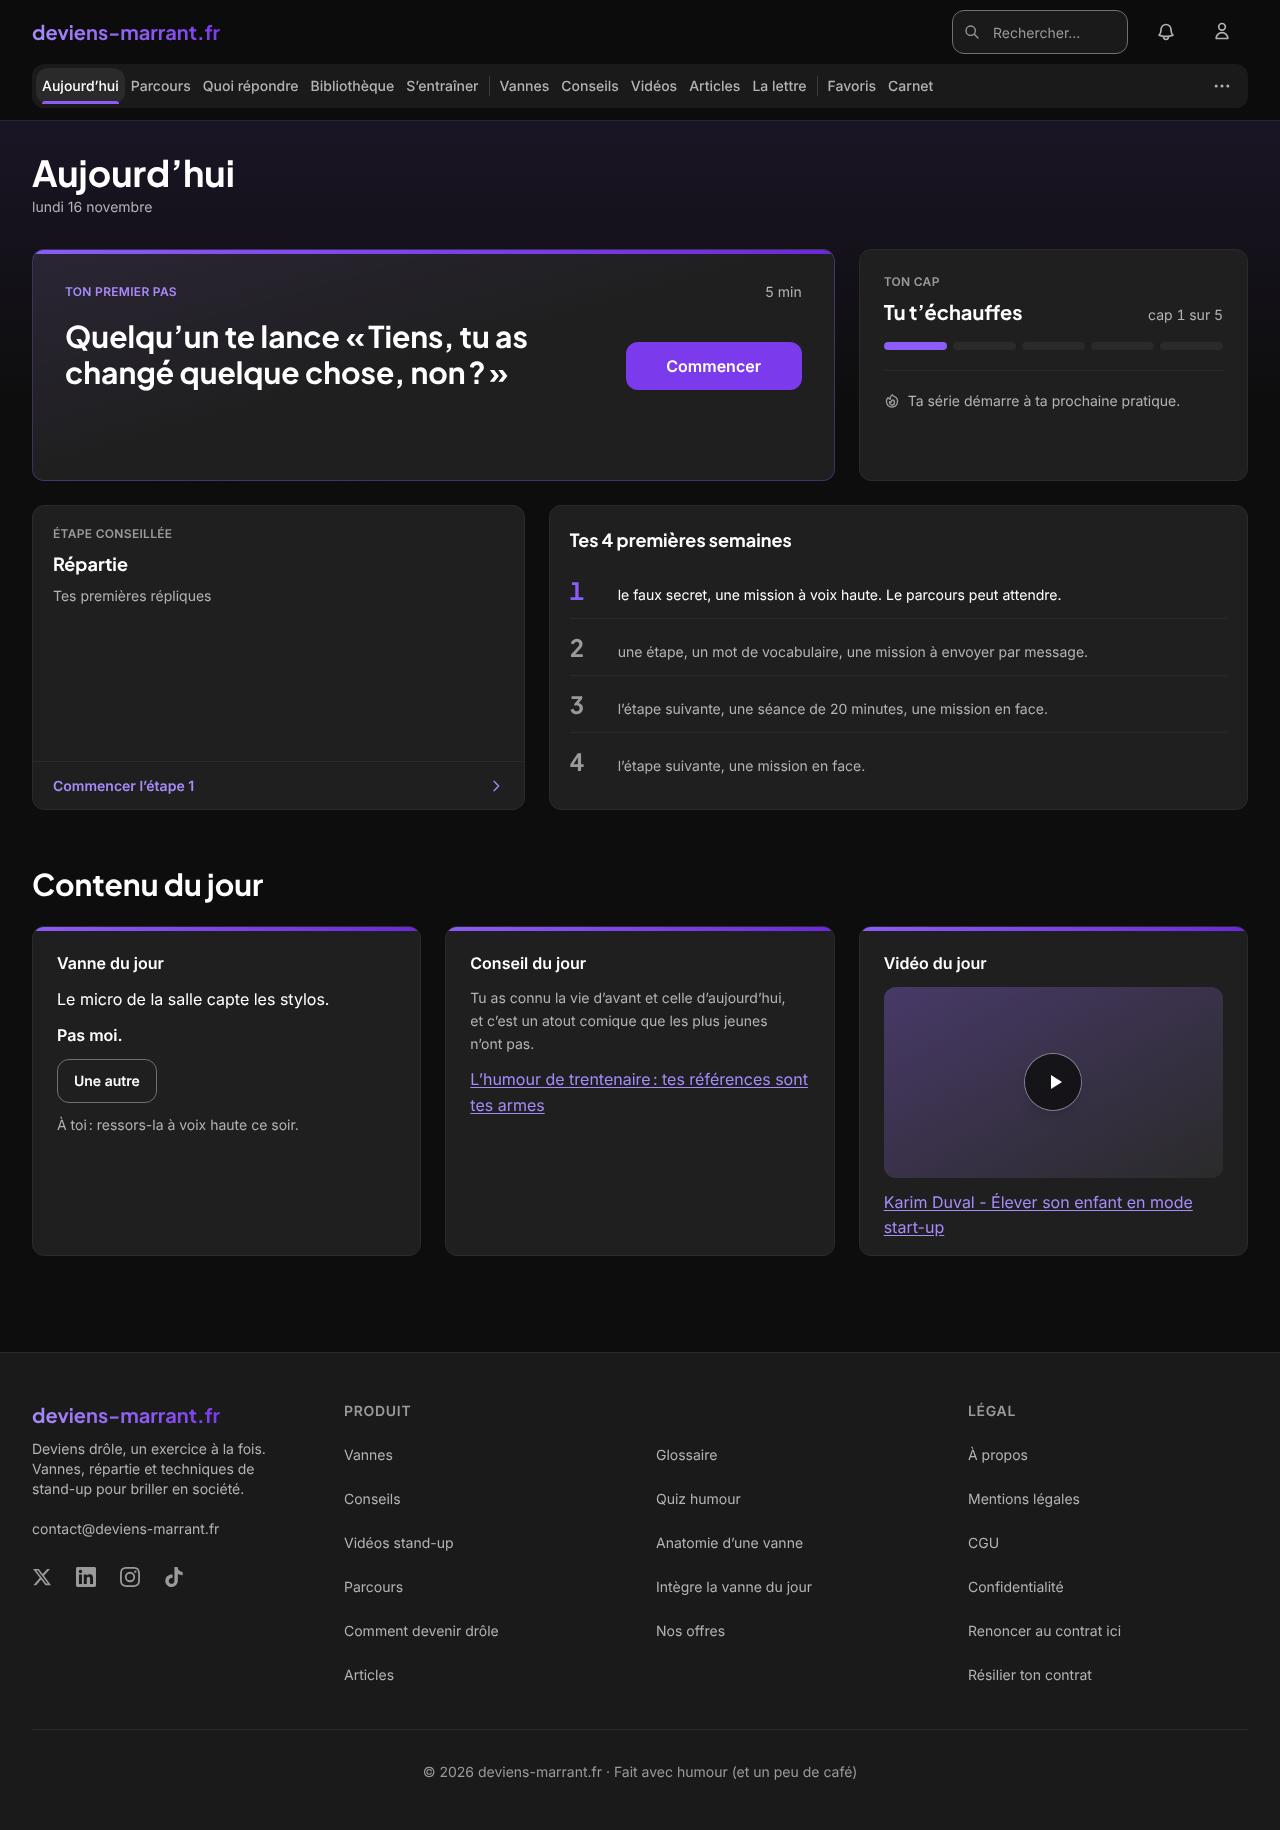 deviens-marrant.fr
Rechercher...
Aujourd’hui Parcours Quoi répondre Bibliothèque S’entraîner Vannes Conseils Vidéos Articles La lettre Favoris Carnet
Aujourd’hui
lundi 16 novembre
TON PREMIER PAS
5 min
Quelqu’un te lance « Tiens, tu as
changé quelque chose, non ? »
Commencer
TON CAP
Tu t’échauffes
cap 1 sur 5
Ta série démarre à ta prochaine pratique.
ÉTAPE CONSEILLÉE
Répartie
Tes premières répliques
Commencer l’étape 1
Tes 4 premières semaines
1 le faux secret, une mission à voix haute. Le parcours peut attendre.
2 une étape, un mot de vocabulaire, une mission à envoyer par message.
3 l’étape suivante, une séance de 20 minutes, une mission en face.
4 l’étape suivante, une mission en face.
Contenu du jour
Vanne du jour
Le micro de la salle capte les stylos.
Pas moi.
Une autre
À toi : ressors-la à voix haute ce soir.
Conseil du jour
Tu as connu la vie d’avant et celle d’aujourd’hui,
et c’est un atout comique que les plus jeunes
n’ont pas.
L’humour de trentenaire : tes références sont
tes armes
Vidéo du jour
Karim Duval - Élever son enfant en mode
start-up
deviens-marrant.fr
Deviens drôle, un exercice à la fois.
Vannes, répartie et techniques de
stand-up pour briller en société.
contact@deviens-marrant.fr
PRODUIT
Vannes
Conseils
Vidéos stand-up
Parcours
Comment devenir drôle
Articles
Glossaire
Quiz humour
Anatomie d’une vanne
Intègre la vanne du jour
Nos offres
LÉGAL
À propos
Mentions légales
CGU
Confidentialité
Renoncer au contrat ici
Résilier ton contrat
© 2026 deviens-marrant.fr · Fait avec humour (et un peu de café)